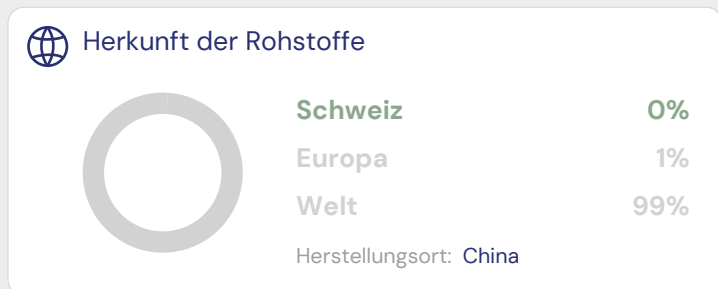 Herkunft der Rohstoffe
Schweiz 0%
Europa 1%
Welt 99%
Herstellungsort: China